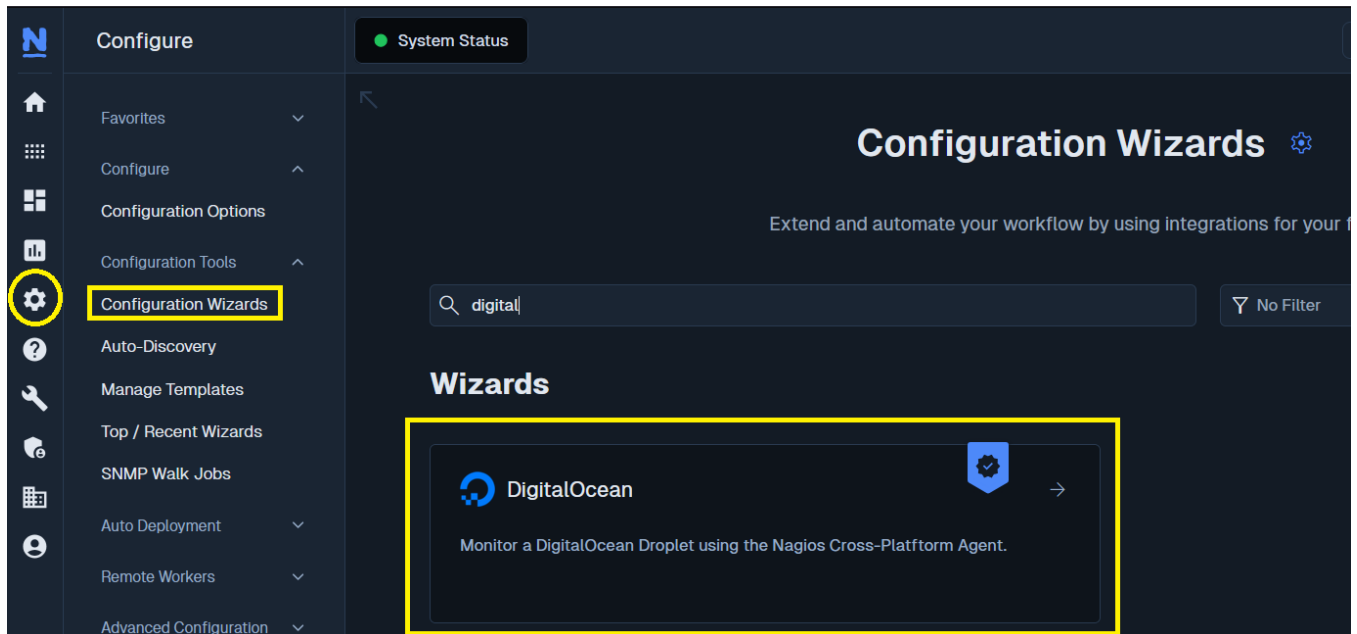 N
Configure
System Status
Favorites
Configure
Configuration Options
Configuration Tools
Configuration Wizards
Auto-Discovery
Manage Templates
Top / Recent Wizards
SNMP Walk Jobs
Auto Deployment
Remote Workers
Advanced Configuration
Configuration Wizards
Extend and automate your workflow by using integrations for your f
digital
No Filter
Wizards
DigitalOcean
Monitor a DigitalOcean Droplet using the Nagios Cross-Platftorm Agent.